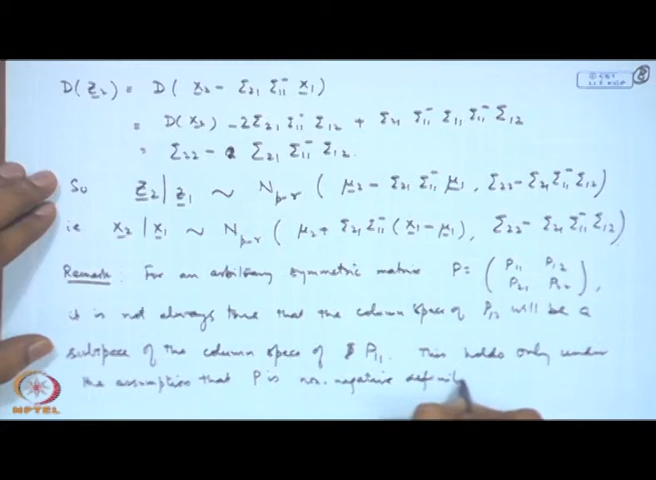 D(z₂) = D(x₂ - Σ₂₁ Σ₁₁⁻ x₁)
= D(x₂) - 2Σ₂₁ Σ₁₁⁻ Σ₁₂ + Σ₂₁ Σ₁₁⁻ Σ₁₁ Σ₁₁⁻ Σ₁₂
= Σ₂₂ - Σ₂₁ Σ₁₁⁻ Σ₁₂.
So z₂ | z₁ ~ N_{p-r} ( μ₂ - Σ₂₁ Σ₁₁⁻ μ₁, Σ₂₂ - Σ₂₁ Σ₁₁⁻ Σ₁₂)
ie x₂ | x₁ ~ N_{p-r} ( μ₂ + Σ₂₁ Σ₁₁⁻ (x₁ - μ₁), Σ₂₂ - Σ₂₁ Σ₁₁⁻ Σ₁₂)
Remark: For an arbitrary symmetric matrix P = ( P₁₁ P₁₂
P₂₁ P₂₂ ),
it is not always true that the column space of P₁₂ will be a
subspace of the column space of P₁₁. This holds only under
the assumption that P is non-negative definite
NPTEL
8